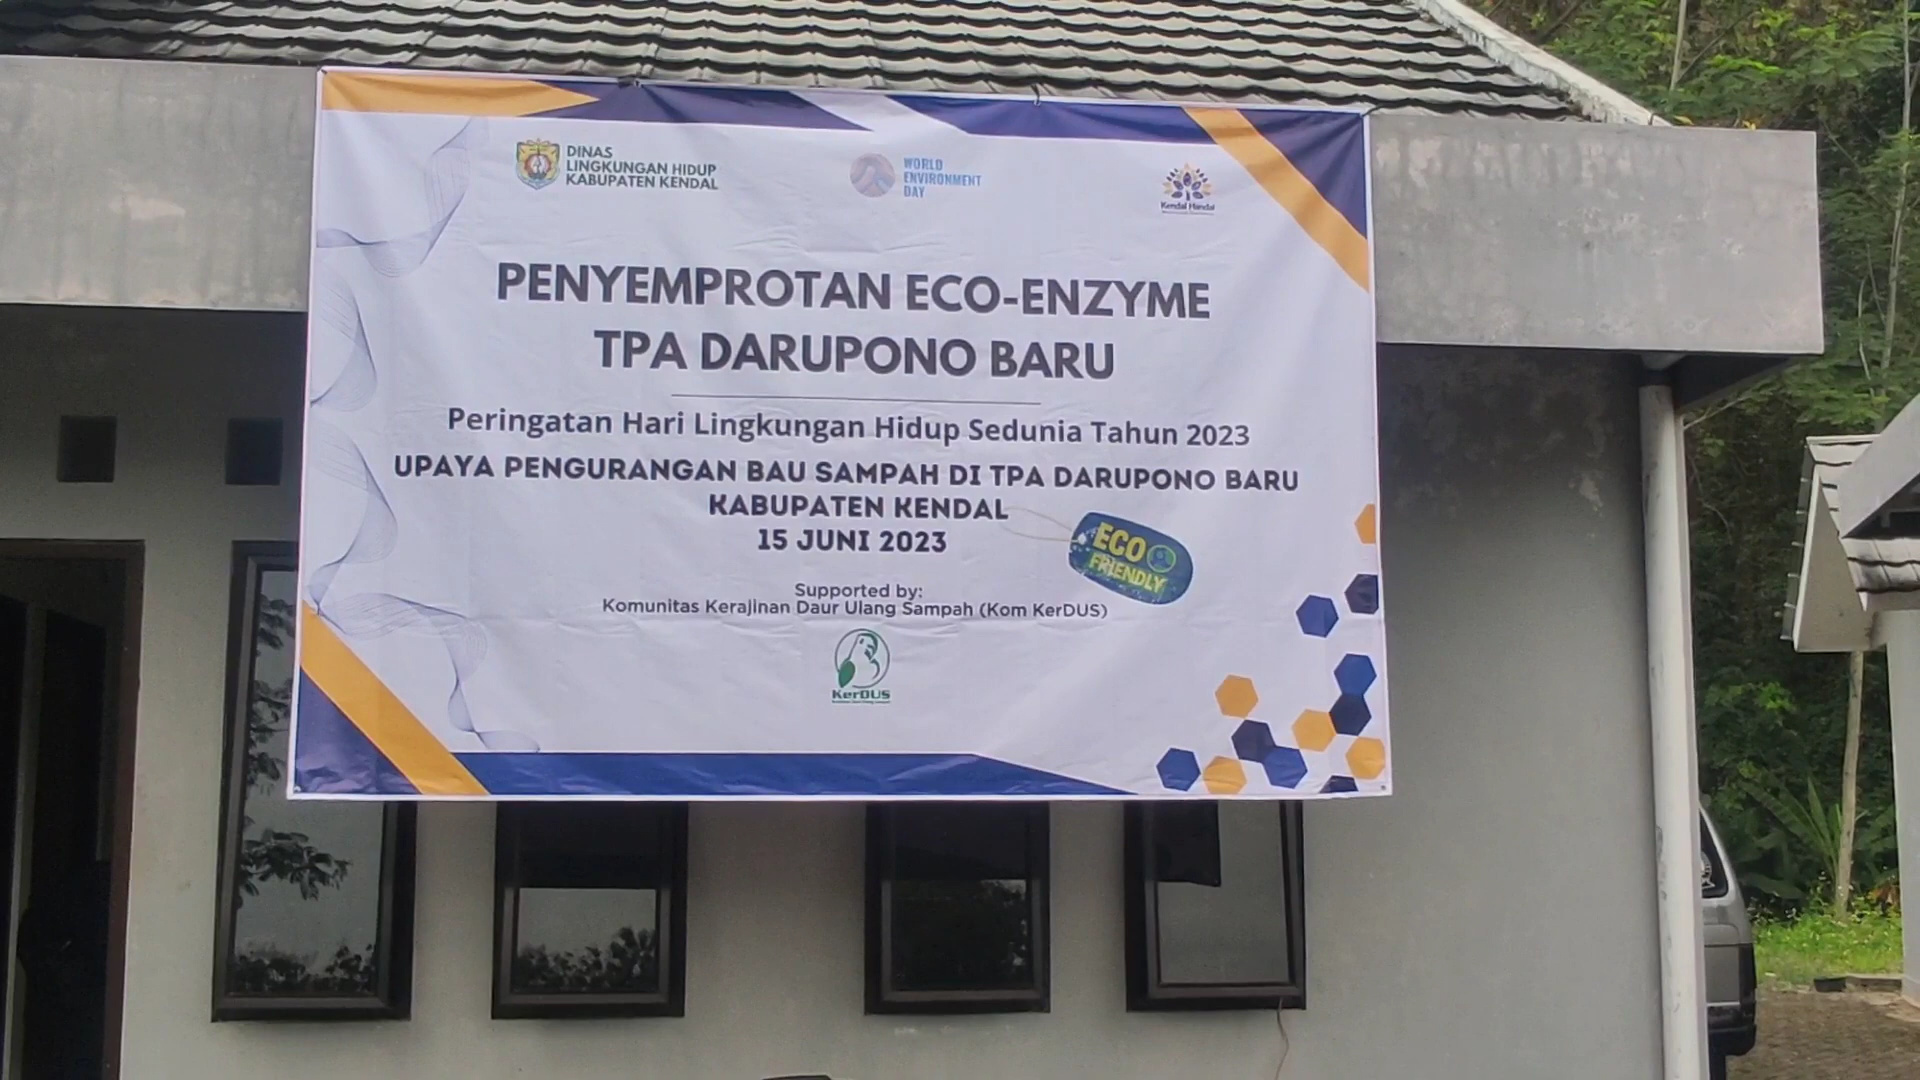 DINAS
LINGKUNGAN HIDUP
KABUPATEN KENDAL
WORLD
ENVIRONMENT
DAY
Kendal Handal
PENYEMPROTAN ECO-ENZYME
TPA DARUPONO BARU
Peringatan Hari Lingkungan Hidup Sedunia Tahun 2023
UPAYA PENGURANGAN BAU SAMPAH DI TPA DARUPONO BARU
KABUPATEN KENDAL
15 JUNI 2023
ECO
FRIENDLY
Supported by:
Komunitas Kerajinan Daur Ulang Sampah (Kom KerDUS)
KerDUS